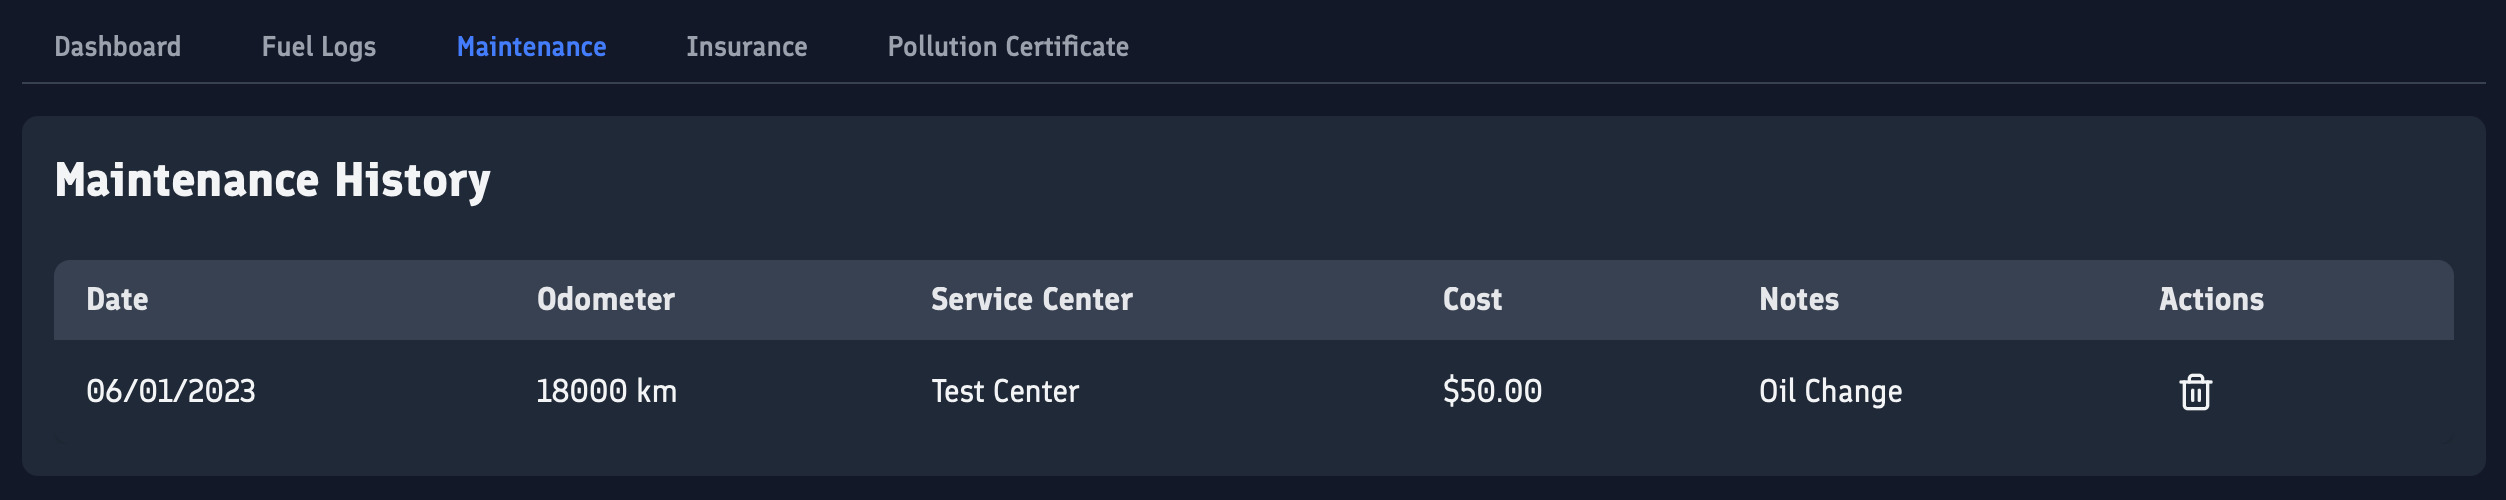 Dashboard Fuel Logs Maintenance Insurance Pollution Certificate
Maintenance History
Date Odometer Service Center Cost Notes Actions
06/01/2023 18000 km Test Center $50.00 Oil Change